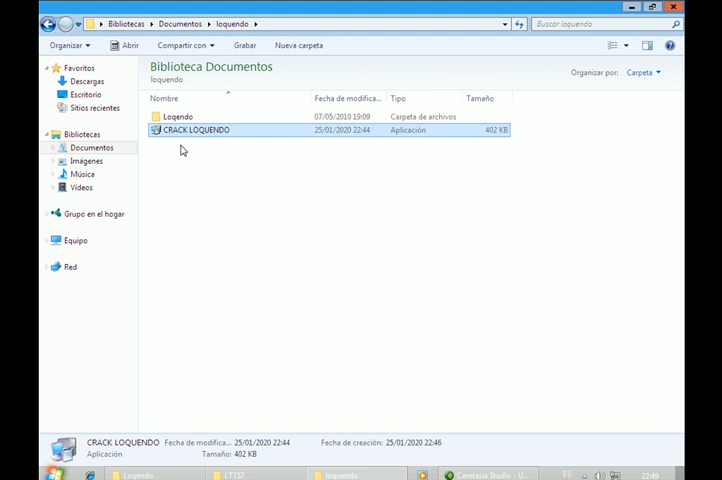 Bibliotecas Documentos loquendo
Buscar loquendo
Organizar Abrir Compartir con Grabar Nueva carpeta
Favoritos
Descargas
Escritorio
Sitios recientes
Bibliotecas
Documentos
Imágenes
Música
Vídeos
Grupo en el hogar
Equipo
Red
Biblioteca Documentos
loquendo
Organizar por: Carpeta
Nombre Fecha de modifica... Tipo Tamaño
Loqendo 07/05/2010 19:09 Carpeta de archivos
CRACK LOQUENDO 25/01/2020 22:44 Aplicación 402 KB
CRACK LOQUENDO Fecha de modifica... 25/01/2020 22:44 Fecha de creación: 25/01/2020 22:46
Aplicación Tamaño: 402 KB
Loqendo LTTS7 loquendo Camtasia Studio - U... ES 22:49